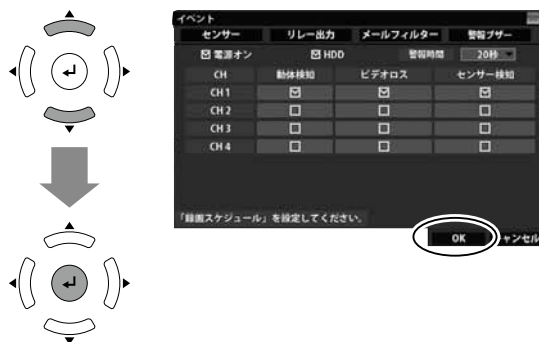 イベント
センサー リレー出力 メールフィルター 警報ブザー
電源オン HDD 警報時間 20秒
CH 動体検知 ビデオロス センサー検知
CH 1
CH 2
CH 3
CH 4
「録画スケジュール」を設定してください。
OK ャンセル